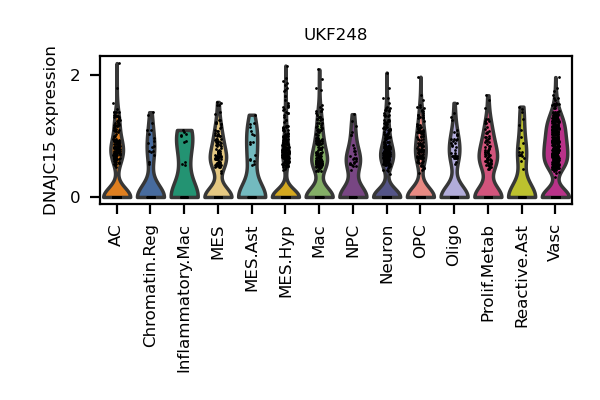 UKF248
DNAJC15 expression
2
0
AC
Chromatin.Reg
Inflammatory.Mac
MES
MES.Ast
MES.Hyp
Mac
NPC
Neuron
OPC
Oligo
Prolif.Metab
Reactive.Ast
Vasc